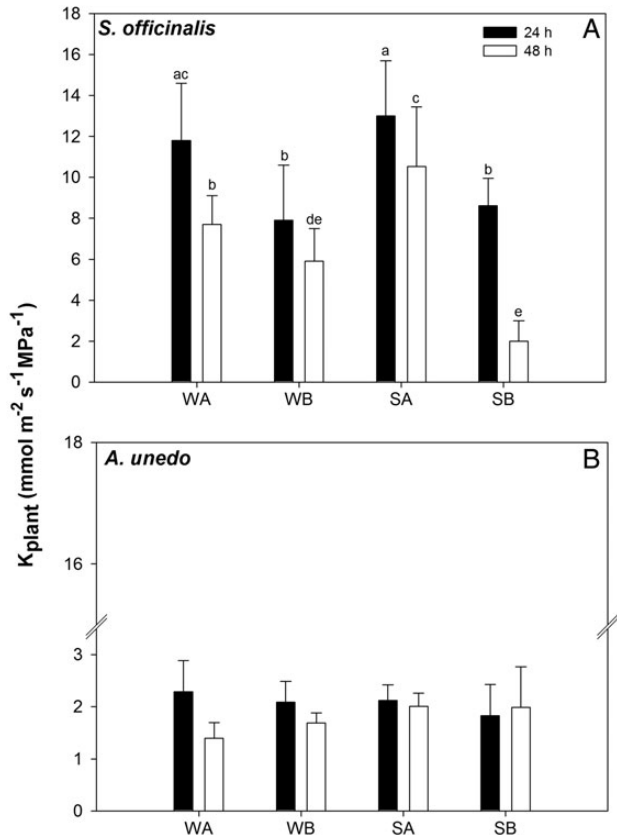 S. officinalis
A
24 h
48 h
18
16
14
12
10
8
6
4
2
0
ac
b
b
de
a
c
b
e
WA
WB
SA
SB
Kplant (mmol m-2 s-1 MPa-1)
A. unedo
B
18
16
3
2
1
0
WA
WB
SA
SB